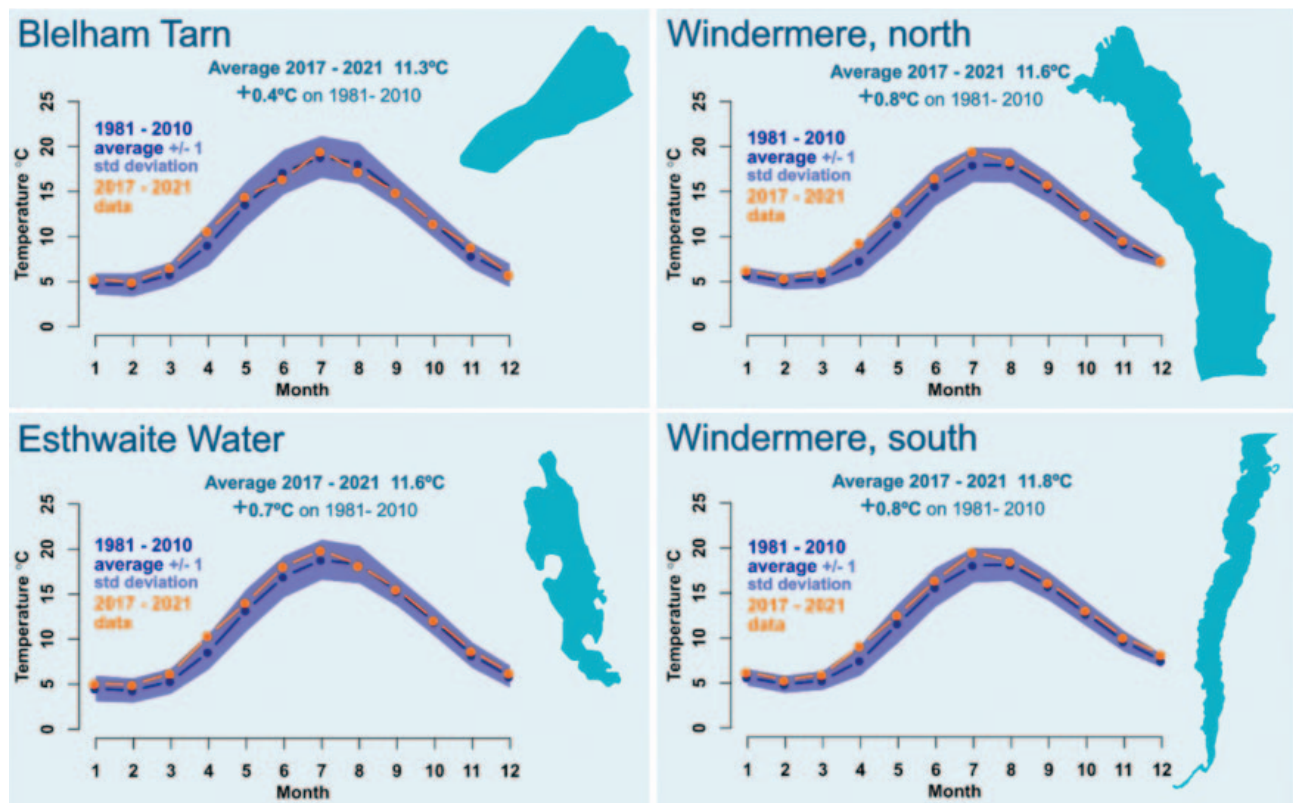 Blelham Tarn
Average 2017 - 2021 11.3ºC
+0.4ºC on 1981- 2010
1981 - 2010
average +/- 1
std deviation
2017 - 2021
data
Temperature °C
25
20
15
10
5
0
1 2 3 4 5 6 7 8 9 10 11 12
Month
Windermere, north
Average 2017 - 2021 11.6ºC
+0.8ºC on 1981- 2010
1981 - 2010
average +/- 1
std deviation
2017 - 2021
data
Temperature °C
25
20
15
10
5
0
1 2 3 4 5 6 7 8 9 10 11 12
Month
Esthwaite Water
Average 2017 - 2021 11.6ºC
+0.7ºC on 1981- 2010
1981 - 2010
average +/- 1
std deviation
2017 - 2021
data
Temperature °C
25
20
15
10
5
0
1 2 3 4 5 6 7 8 9 10 11 12
Month
Windermere, south
Average 2017 - 2021 11.8ºC
+0.8ºC on 1981- 2010
1981 - 2010
average +/- 1
std deviation
2017 - 2021
data
Temperature °C
25
20
15
10
5
0
1 2 3 4 5 6 7 8 9 10 11 12
Month